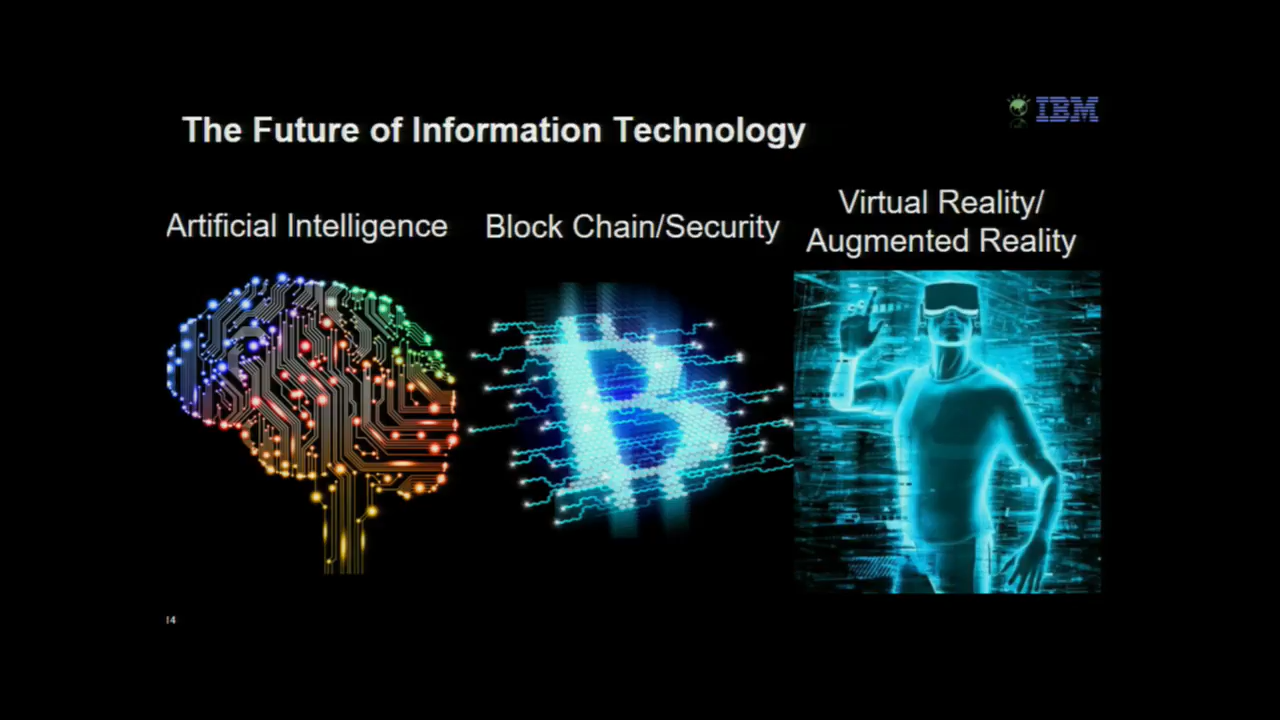 The Future of Information Technology
IBM
Artificial Intelligence
Block Chain/Security
Virtual Reality/
Augmented Reality
14